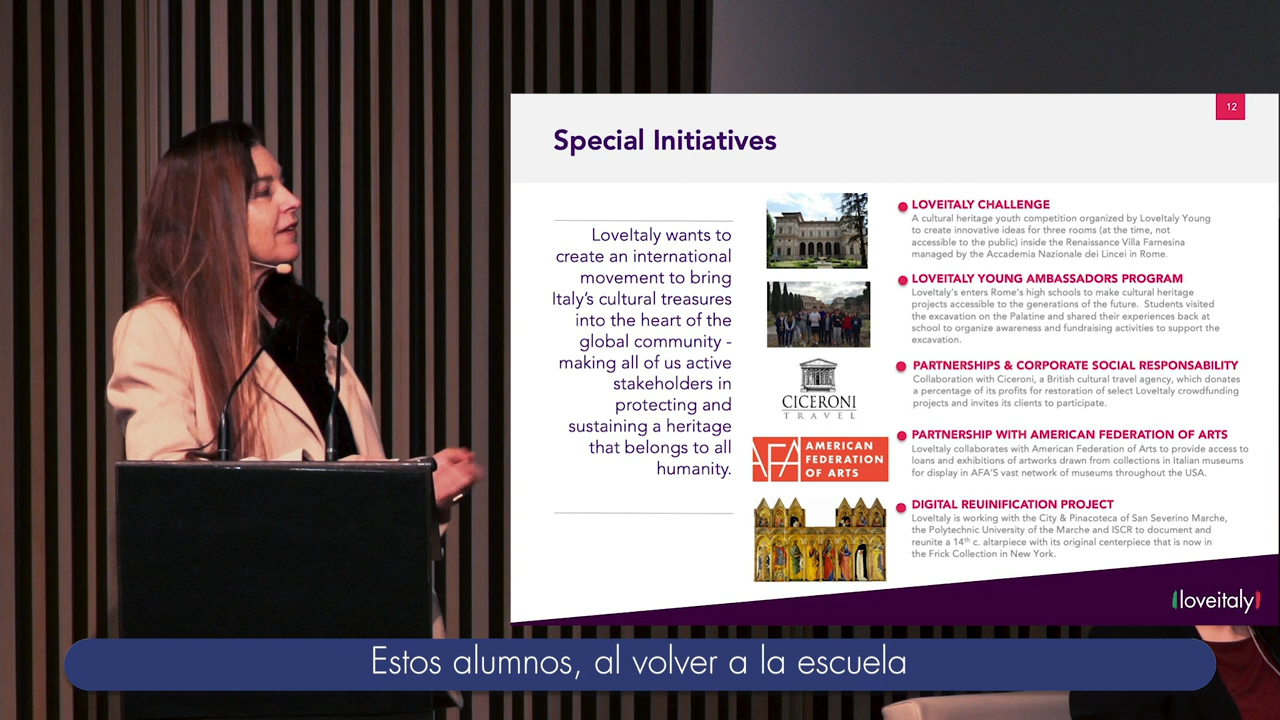 12
Special Initiatives
LoveItaly wants to
create an international
movement to bring
Italy's cultural treasures
into the heart of the
global community -
making all of us active
stakeholders in
protecting and
sustaining a heritage
that belongs to all
humanity.
LOVEITALY CHALLENGE
A cultural heritage youth competition organized by LoveItaly Young
to create innovative ideas for three rooms (at the time, not
accessible to the public) inside the Renaissance Villa Farnesina
managed by the Accademia Nazionale dei Lincei in Rome.
LOVEITALY YOUNG AMBASSADORS PROGRAM
LoveItaly's enters Rome's high schools to make cultural heritage
projects accessible to the generations of the future. Students visited
the excavation on the Palatine and shared their experiences back at
school to organize awareness and fundraising activities to support the
excavation.
CICERONI
TRAVEL
PARTNERSHIPS & CORPORATE SOCIAL RESPONSABILITY
Collaboration with Ciceroni, a British cultural travel agency, which donates
a percentage of its profits for restoration of select LoveItaly crowdfunding
projects and invites its clients to participate.
AFA AMERICAN
FEDERATION
OF ARTS
PARTNERSHIP WITH AMERICAN FEDERATION OF ARTS
LoveItaly collaborates with American Federation of Arts to provide access to
loans and exhibitions of artworks drawn from collections in Italian museums
for display in AFA'S vast network of museums throughout the USA.
DIGITAL REUINIFICATION PROJECT
LoveItaly is working with the City & Pinacoteca of San Severino Marche,
the Polytechnic University of the Marche and ISCR to document and
reunite a 14th c. altarpiece with its original centerpiece that is now in
the Frick Collection in New York.
loveitaly
Estos alumnos, al volver a la escuela